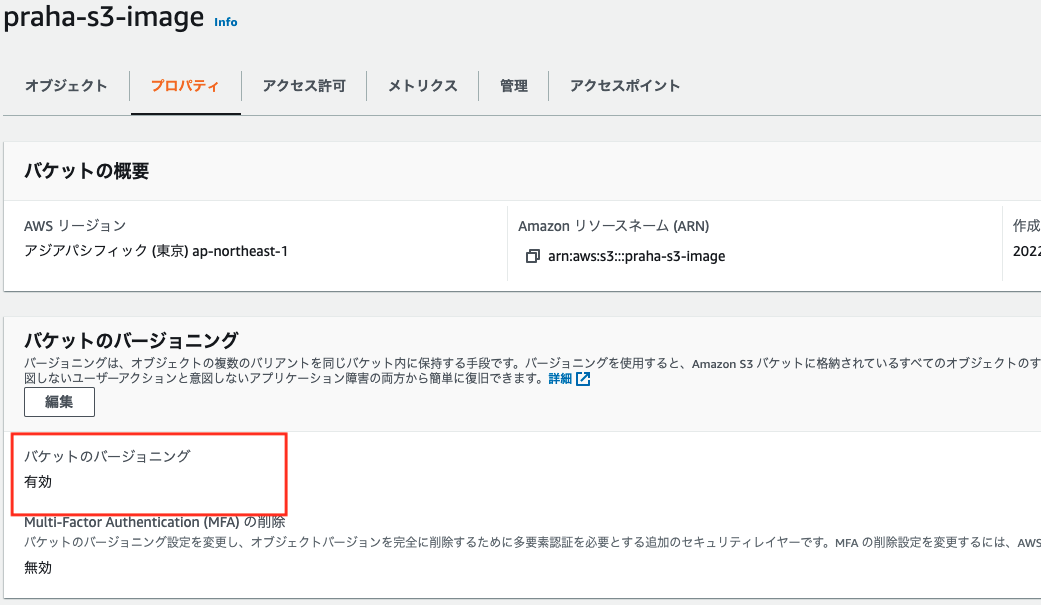 praha-s3-image Info
オブジェクト プロパティ アクセス許可 メトリクス 管理 アクセスポイント
バケットの概要
AWS リージョン
アジアパシフィック (東京) ap-northeast-1
Amazon リソースネーム (ARN)
arn:aws:s3:::praha-s3-image
作成
2022
バケットのバージョニング
バージョニングは、オブジェクトの複数のバリアントを同じバケット内に保持する手段です。バージョニングを使用すると、Amazon S3 バケットに格納されているすべてのオブジェクトのす
図しないユーザーアクションと意図しないアプリケーション障害の両方から簡単に復旧できます。詳細
編集
バケットのバージョニング
有効
Multi-Factor Authentication (MFA) の削除
バケットのバージョニング設定を変更し、オブジェクトバージョンを完全に削除するために多要素認証を必要とする追加のセキュリティレイヤーです。MFA の削除設定を変更するには、AWS
無効